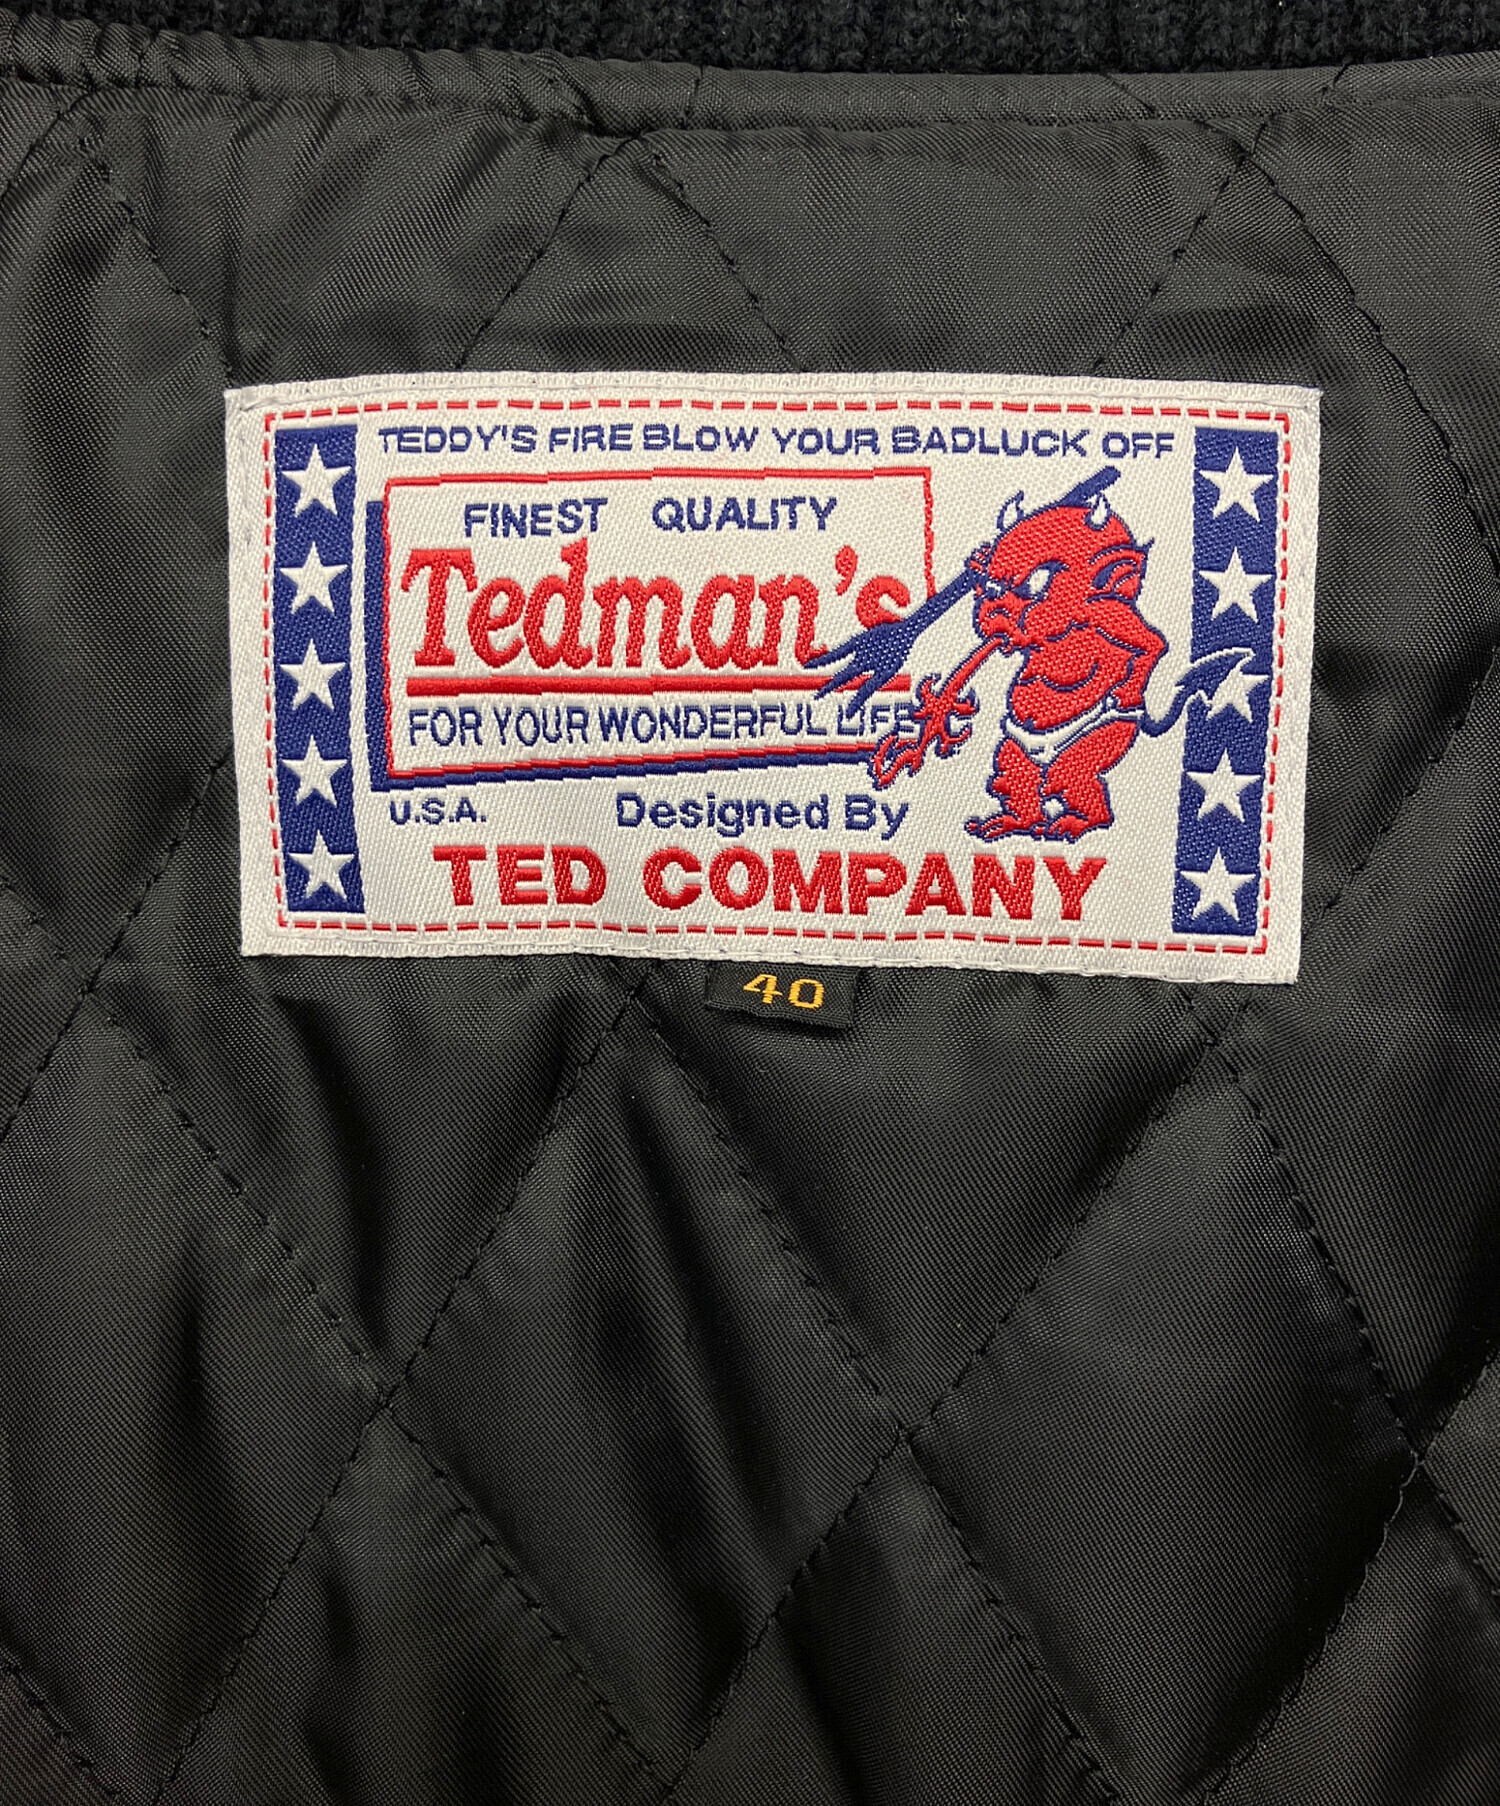 TEDDY'S FIRE BLOW YOUR BADLUCK OFF
FINEST QUALITY
Tedman's
FOR YOUR WONDERFUL LIFE
U.S.A. Designed By
TED COMPANY
40